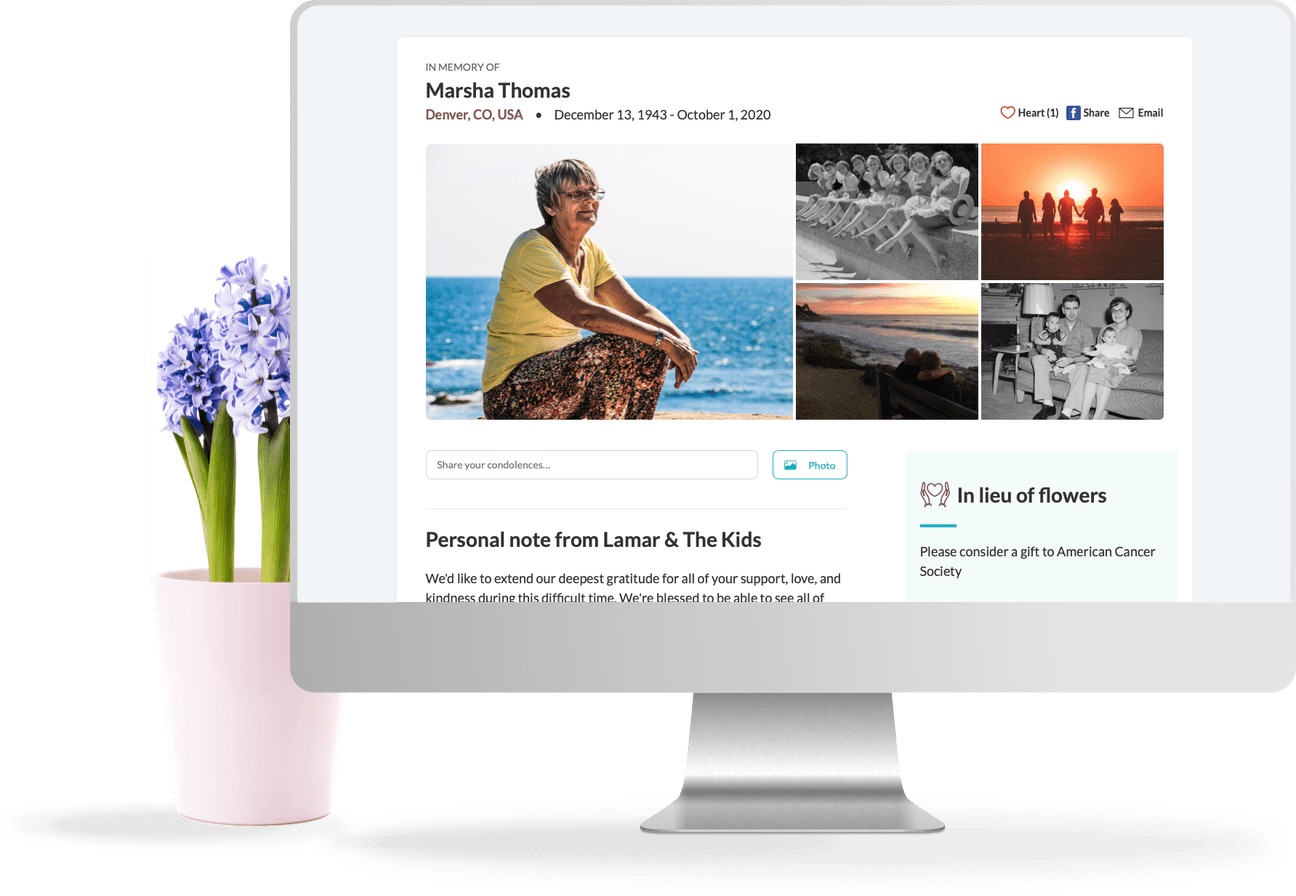 IN MEMORY OF
Marsha Thomas
Denver, CO, USA • December 13, 1943 - October 1, 2020
Heart (1) Share Email
Share your condolences...
Photo
Personal note from Lamar & The Kids
We'd like to extend our deepest gratitude for all of your support, love, and
kindness during this difficult time. We're blessed to be able to see all of
In lieu of flowers
Please consider a gift to American Cancer
Society